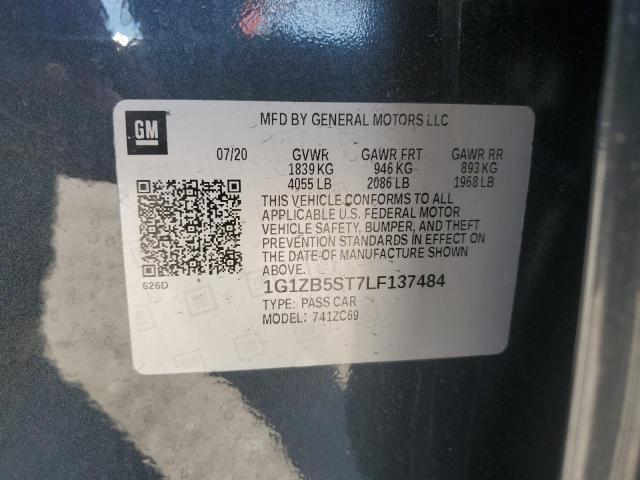 GM
MFD BY GENERAL MOTORS LLC
07/20 GVWR GAWR FRT GAWR RR
1839 KG 946 KG 893 KG
4055 LB 2086 LB 1968 LB
THIS VEHICLE CONFORMS TO ALL
APPLICABLE U.S. FEDERAL MOTOR
VEHICLE SAFETY, BUMPER, AND THEFT
PREVENTION STANDARDS IN EFFECT ON
THE DATE OF MANUFACTURE SHOWN
ABOVE.
626D
1G1ZB5ST7LF137484
TYPE: PASS CAR
MODEL: 741ZC69